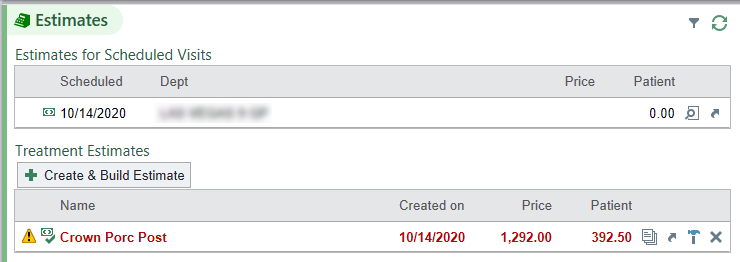 Estimates
Estimates for Scheduled Visits
Scheduled Dept Price Patient
10/14/2020 0.00
Treatment Estimates
Create & Build Estimate
Name Created on Price Patient
Crown Porc Post 10/14/2020 1,292.00 392.50